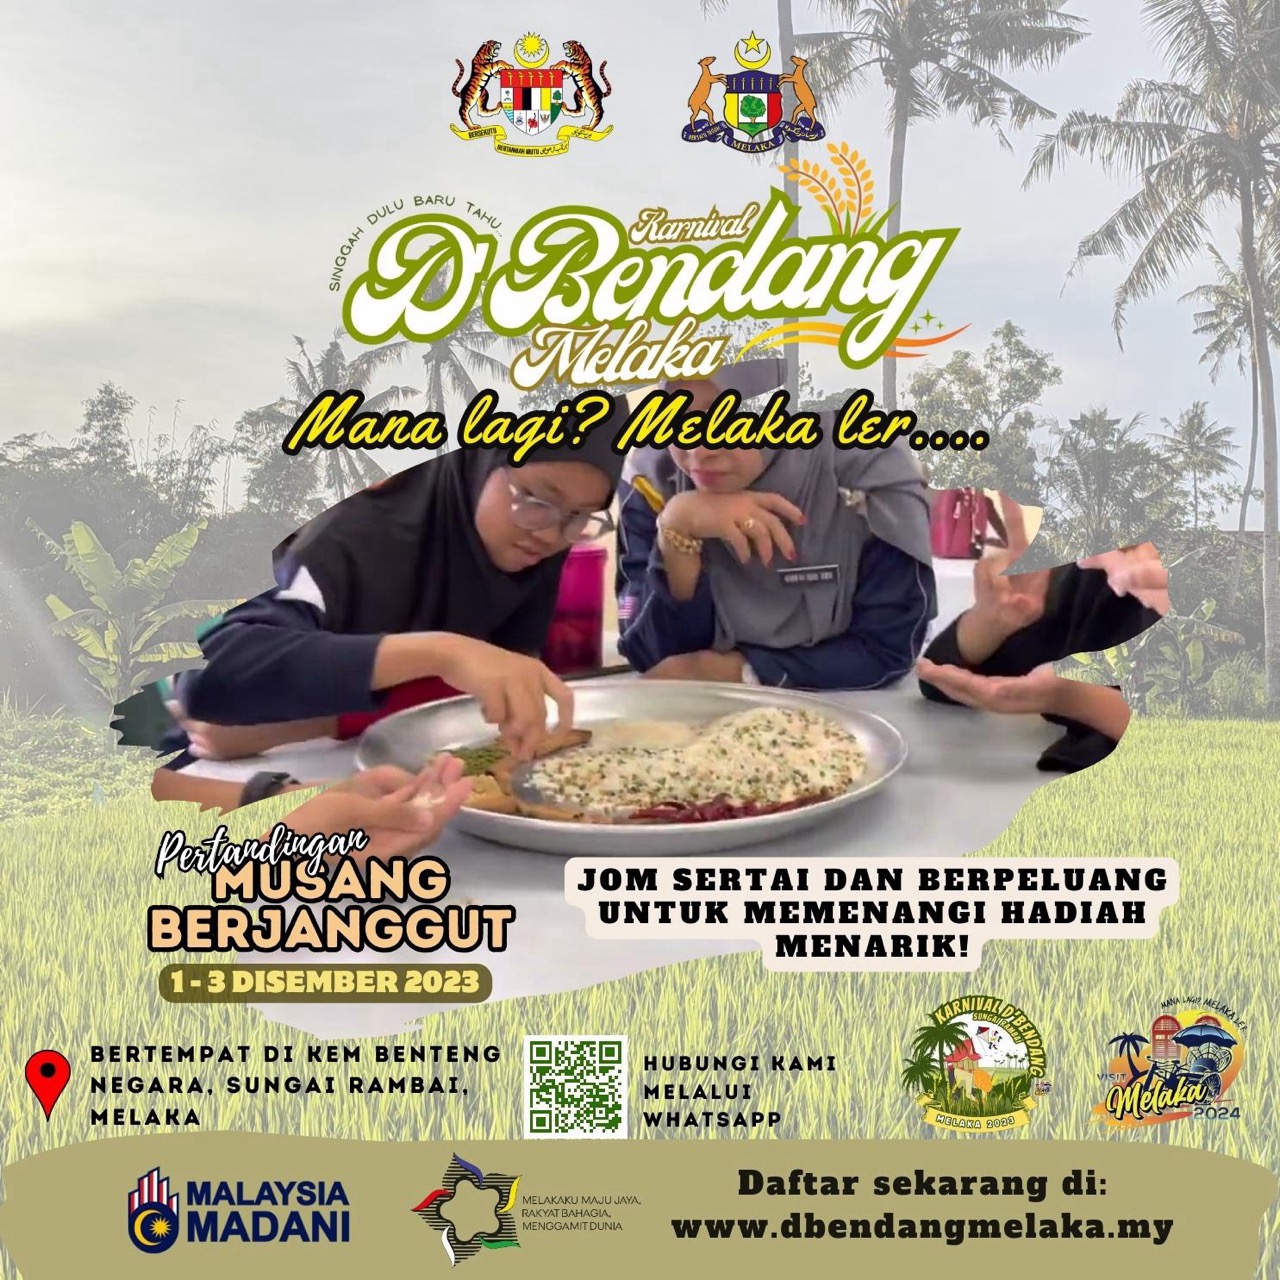 BERSEKUTU
BERTAMBAH MUTU
MELAKA
SINGGAH DULU BARU TAHU...
Karnival
D'Bendang
Melaka
Mana lagi? Melaka ler....
Pertandingan
MUSANG
BERJANGGUT
1 - 3 DISEMBER 2023
JOM SERTAI DAN BERPELUANG
UNTUK MEMENANGI HADIAH
MENARIK!
BERTEMPAT DI KEM BENTENG
NEGARA, SUNGAI RAMBAI,
MELAKA
HUBUNGI KAMI
MELALUI
WHATSAPP
KARNIVAL D'BENDANG
SUNGAI RAMBAI
MELAKA 2023
MANA LAGI? MELAKA LER
VISIT
Melaka
2024
MALAYSIA
MADANI
MELAKAKU MAJU JAYA,
RAKYAT BAHAGIA,
MENGGAMIT DUNIA
Daftar sekarang di:
www.dbendangmelaka.my